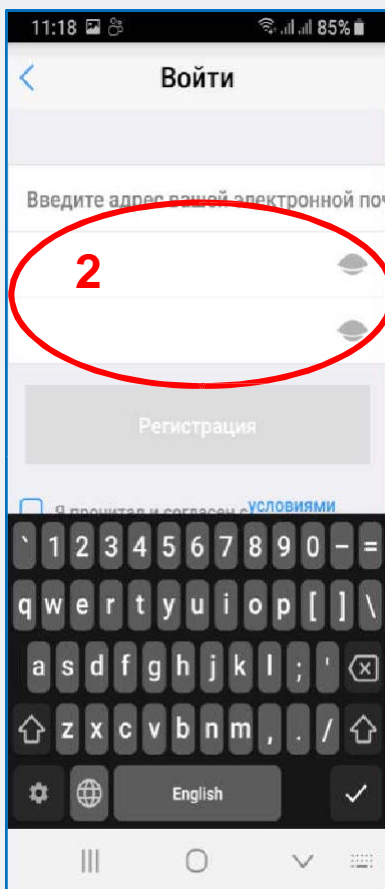 11:18 85%
Войти
Введите адрес вашей электронной поч
2
Регистрация
Я прочитал и согласен с условиями
` 1 2 3 4 5 6 7 8 9 0 - =
q w e r t y u i o p [ ] \
a s d f g h j k l ; '
z x c v b n m , . /
English